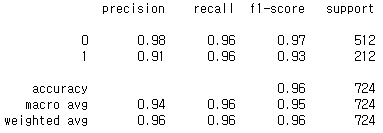 precision recall f1-score support
0 0.98 0.96 0.97 512
1 0.91 0.96 0.93 212
accuracy 0.96 724
macro avg 0.94 0.96 0.95 724
weighted avg 0.96 0.96 0.96 724